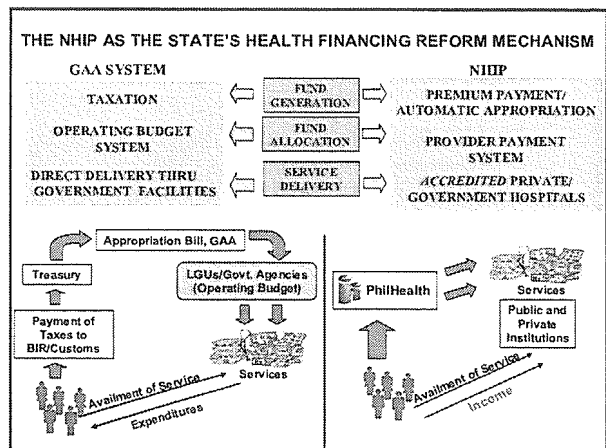 THE NHIP AS THE STATE'S HEALTH FINANCING REFORM MECHANISM
GAA SYSTEM
NHIP
TAXATION
FUND
GENERATION
PREMIUM PAYMENT/
AUTOMATIC APPROPRIATION
OPERATING BUDGET
SYSTEM
FUND
ALLOCATION
PROVIDER PAYMENT
SYSTEM
DIRECT DELIVERY THRU
GOVERNMENT FACILITIES
SERVICE
DELIVERY
ACCREDITED PRIVATE/
GOVERNMENT HOSPITALS
Appropriation Bill, GAA
Treasury
LGUs/Govt. Agencies
(Operating Budget)
Payment of
Taxes to
BIR/Customs
Services
Availment of Service
Expenditures
PhilHealth
Services
Public and
Private
Institutions
Availment of Service
Income